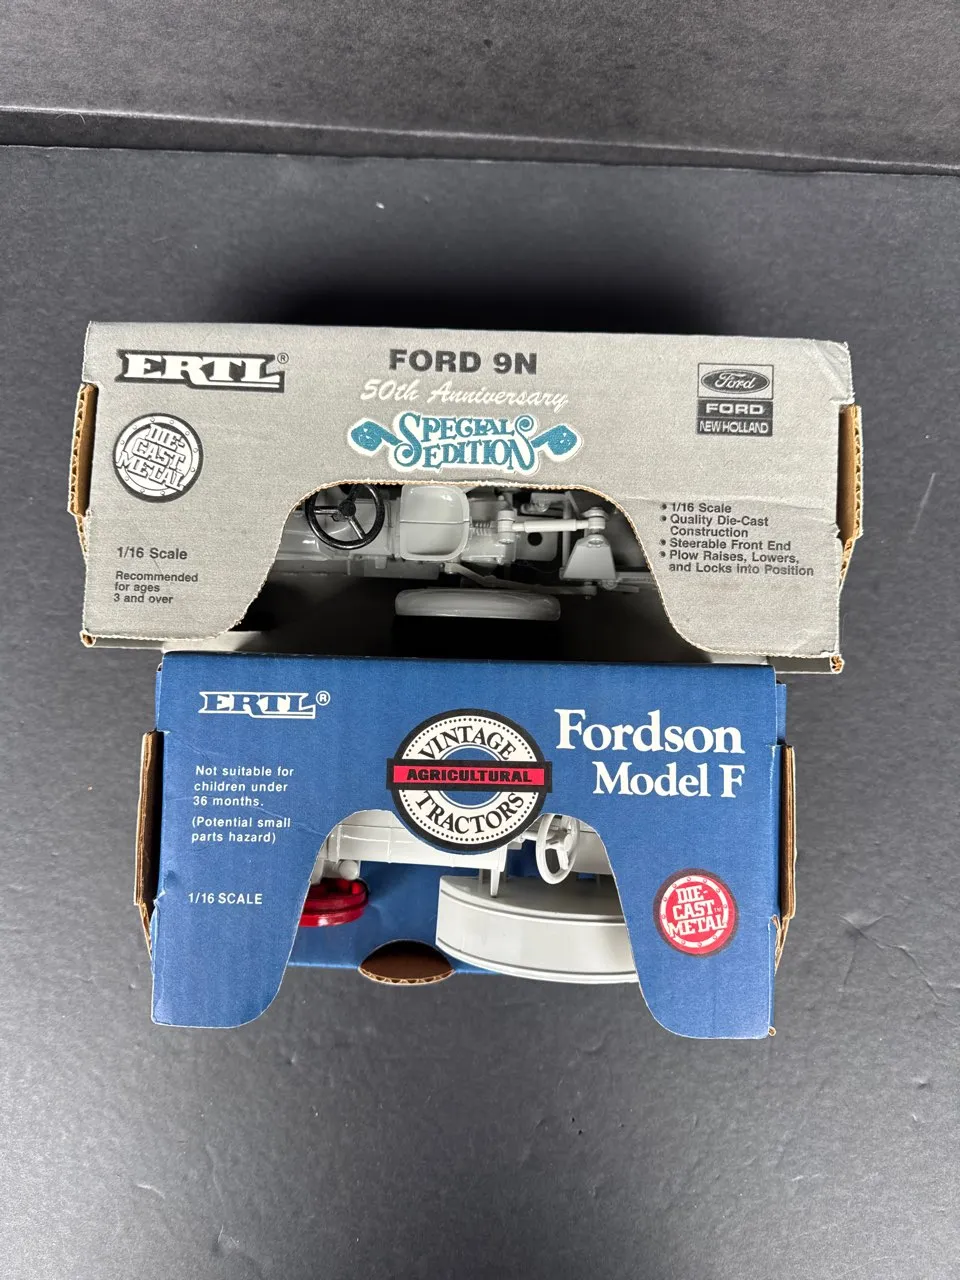 ERTL®
FORD 9N
50th Anniversary
SPECIAL
EDITION
Ford
FORD
NEW HOLLAND
DIE-
CAST
METAL
1/16 Scale
Recommended
for ages
3 and over
• 1/16 Scale
• Quality Die-Cast
Construction
• Steerable Front End
• Plow Raises, Lowers,
and Locks into Position
ERTL®
VINTAGE
AGRICULTURAL
TRACTORS
Fordson
Model F
Not suitable for
children under
36 months.
(Potential small
parts hazard)
1/16 SCALE
DIE-
CAST™
METAL